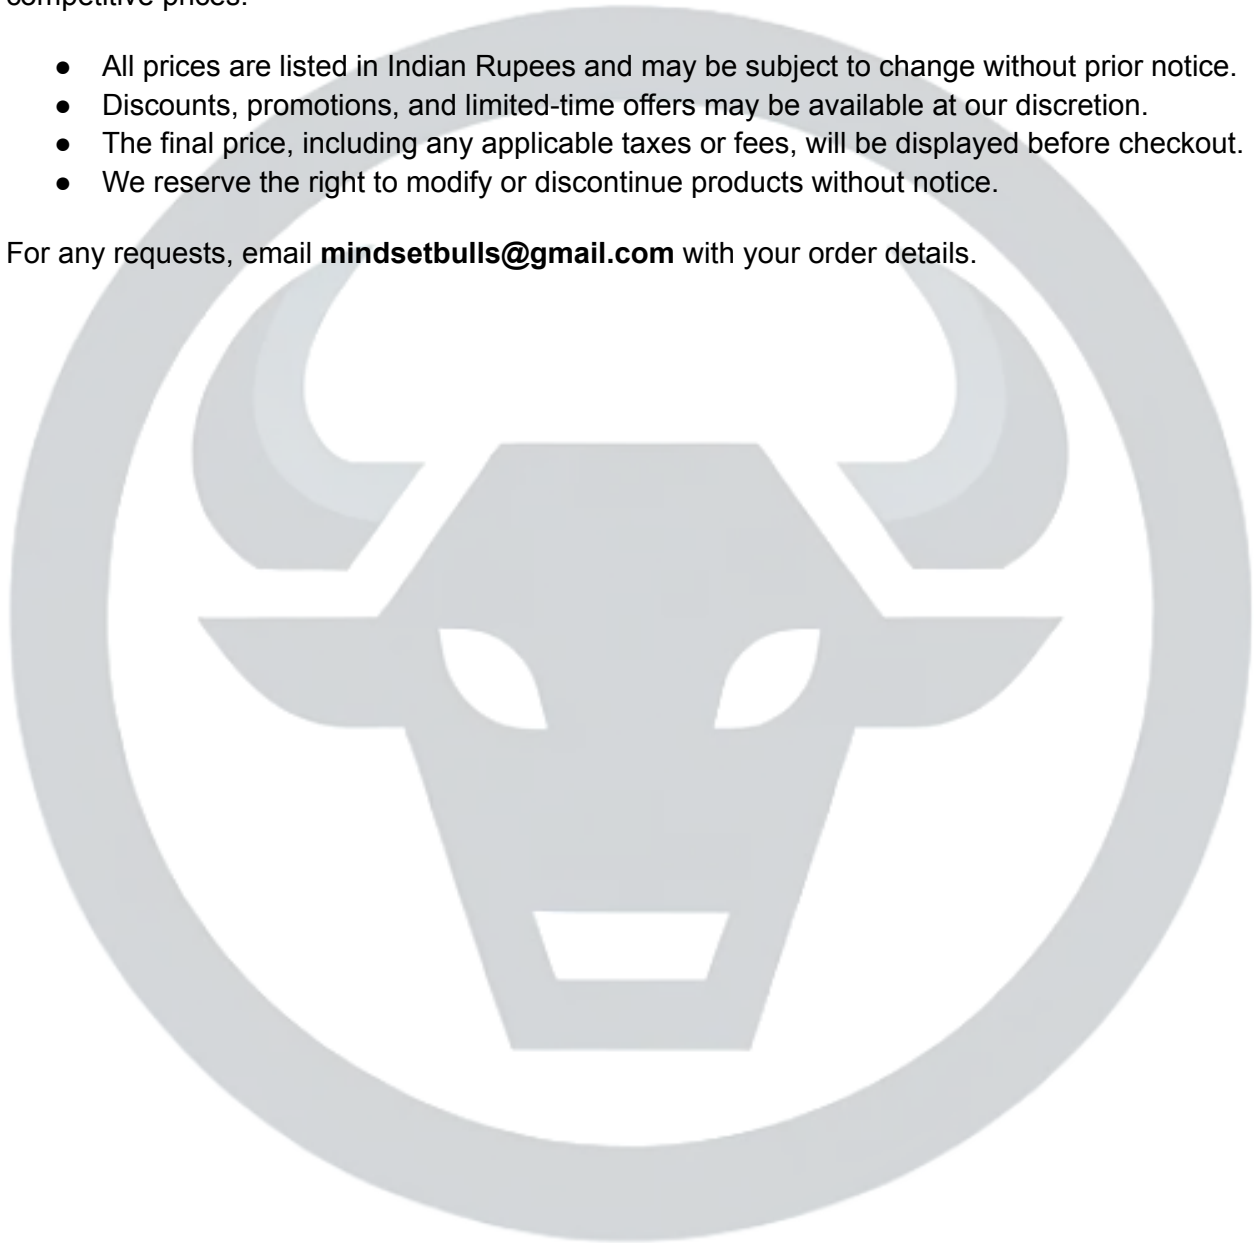 competitive prices.
● All prices are listed in Indian Rupees and may be subject to change without prior notice.
● Discounts, promotions, and limited-time offers may be available at our discretion.
● The final price, including any applicable taxes or fees, will be displayed before checkout.
● We reserve the right to modify or discontinue products without notice.
For any requests, email mindsetbulls@gmail.com with your order details.